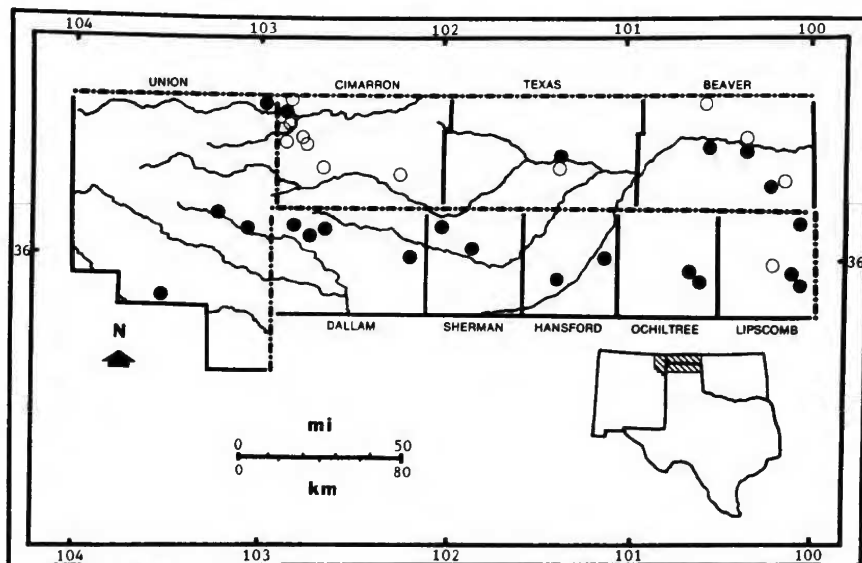 104 103 102 101 100
UNION CIMARRON TEXAS BEAVER
36 36
DALLAM SHERMAN HANSFORD OCHILTREE LIPSCOMB
N
mi
0 50
0 80
km
104 103 102 101 100